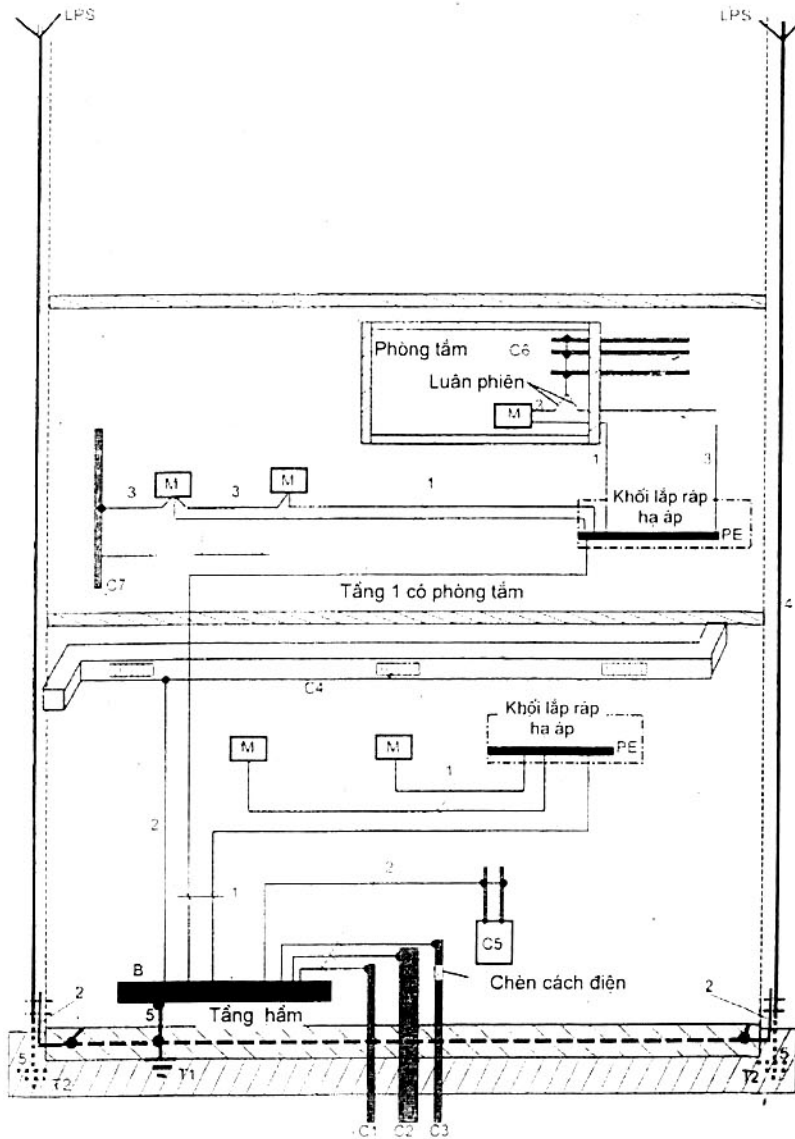 LPS
LPS
Phòng tắm
C6
Luân phiên
3
M
1
3
3
M
3
M
1
Khối lắp ráp
hạ áp
PE
C7
Tầng 1 có phòng tắm
4
C4
Khối lắp ráp
hạ áp
PE
M
M
1
2
1
2
C5
B
Chèn cách điện
Tầng hầm
2
2
5
5
5
T2
T1
T2
C1
C2
C3